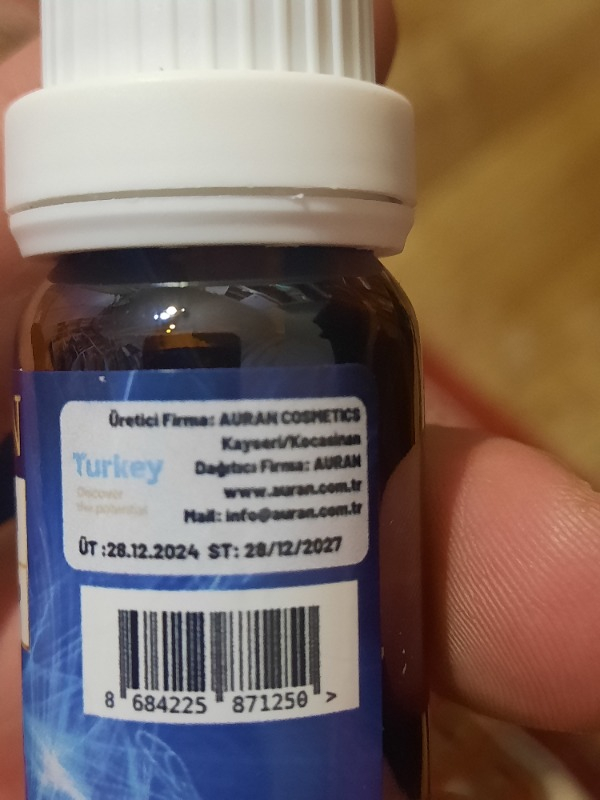 Üretici Firma: AURAN COSMETICS
Kayseri/Kocasinan
Turkey
Discover
the potential
Dağıtıcı Firma: AURAN
www.auran.com.tr
Mail: info@auran.com.tr
ÜT :28.12.2024 ST: 28/12/2027
8 684225 871250 >